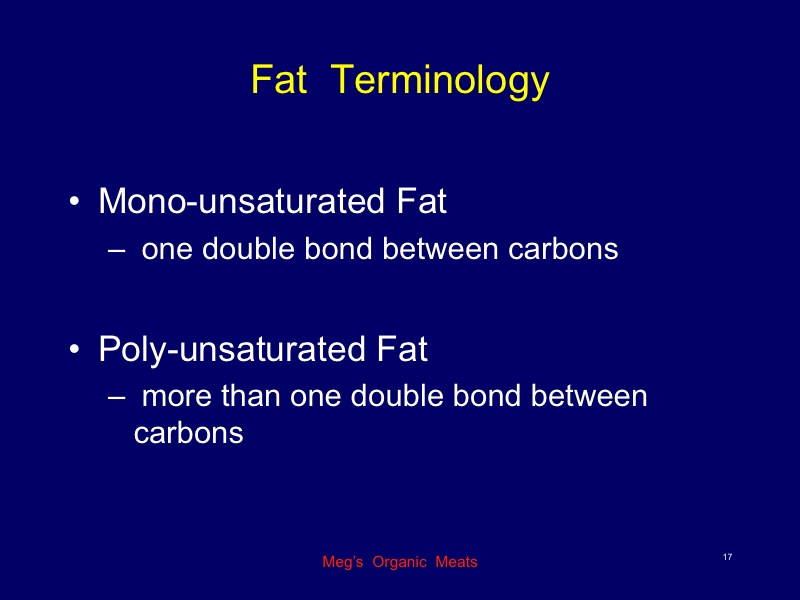 Fat Terminology
• Mono-unsaturated Fat
– one double bond between carbons
• Poly-unsaturated Fat
– more than one double bond between
carbons
Meg’s Organic Meats
17